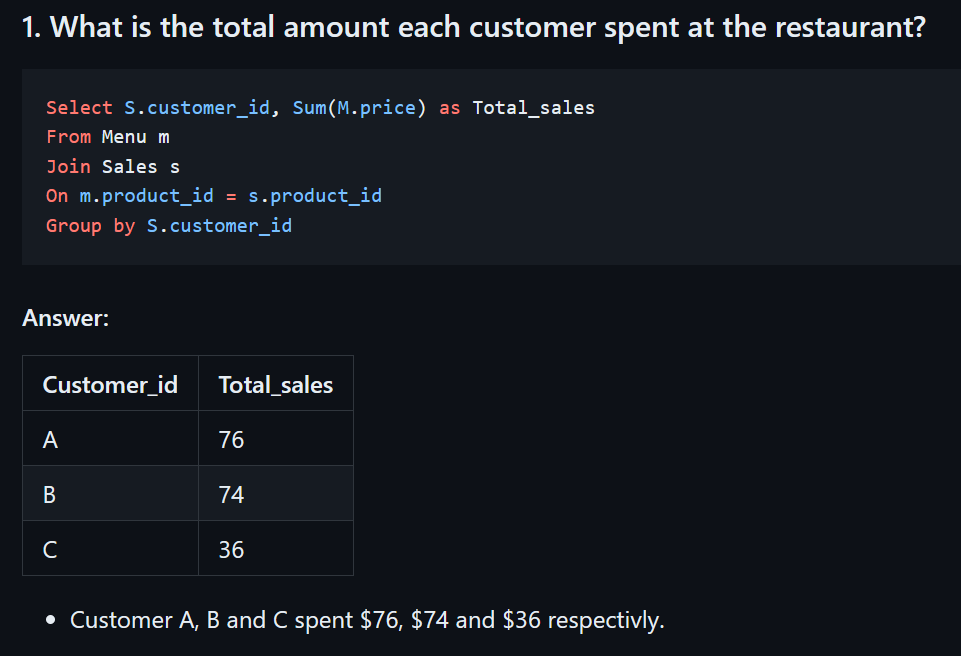 1. What is the total amount each customer spent at the restaurant?
Select S.customer_id, Sum(M.price) as Total_sales
From Menu m
Join Sales s
On m.product_id = s.product_id
Group by S.customer_id
Answer:
Customer_id Total_sales
A 76
B 74
C 36
• Customer A, B and C spent $76, $74 and $36 respectivly.